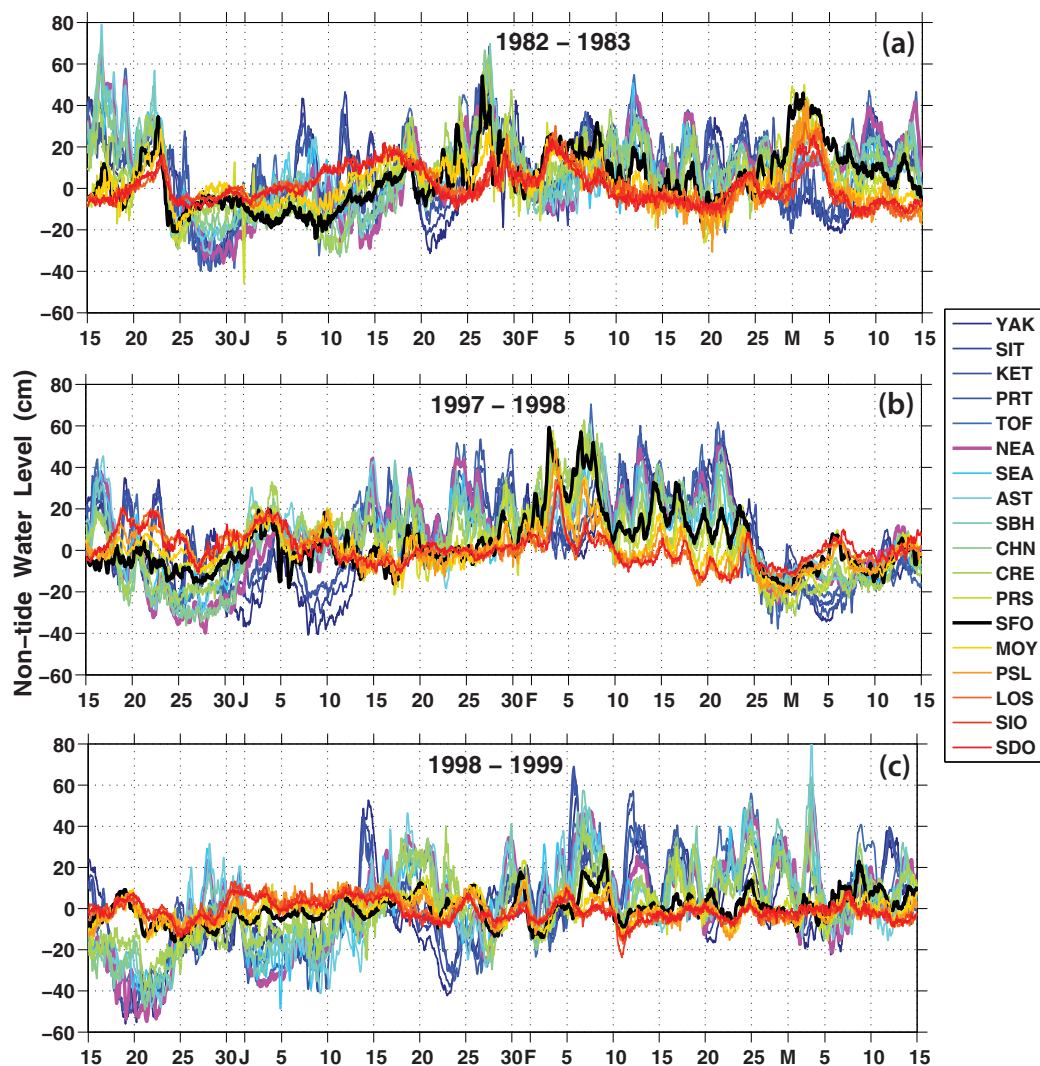 80
60
40
20
0
−20
−40
−60
1982 − 1983
(a)
15 20 25 30 J 5 10 15 20 25 30 F 5 10 15 20 25 M 5 10 15
Non−tide Water Level (cm)
80
60
40
20
0
−20
−40
−60
1997 − 1998
(b)
15 20 25 30 J 5 10 15 20 25 30 F 5 10 15 20 25 M 5 10 15
80
60
40
20
0
−20
−40
−60
1998 − 1999
(c)
15 20 25 30 J 5 10 15 20 25 30 F 5 10 15 20 25 M 5 10 15
YAK
SIT
KET
PRT
TOF
NEA
SEA
AST
SBH
CHN
CRE
PRS
SFO
MOY
PSL
LOS
SIO
SDO